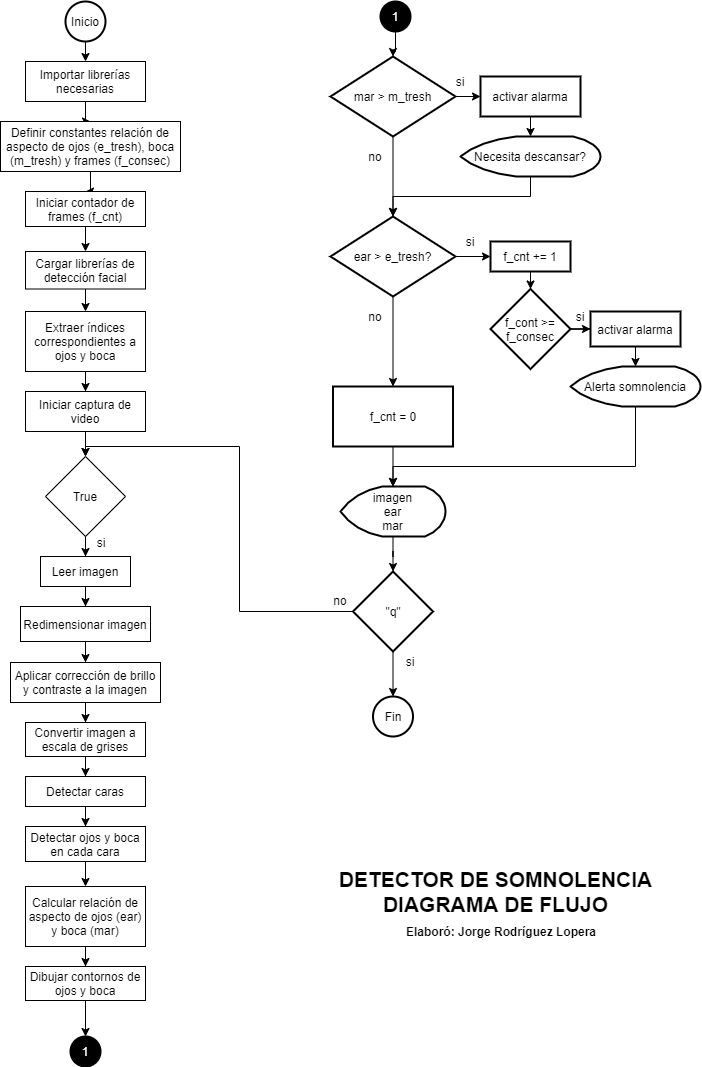 Inicio
Importar librerías
necesarias
Definir constantes relación de
aspecto de ojos (e_tresh), boca
(m_tresh) y frames (f_consec)
Iniciar contador de
frames (f_cnt)
Cargar librerías de
detección facial
Extraer índices
correspondientes a
ojos y boca
Iniciar captura de
video
True
si
Leer imagen
Redimensionar imagen
Aplicar corrección de brillo
y contraste a la imagen
Convertir imagen a
escala de grises
Detectar caras
Detectar ojos y boca
en cada cara
Calcular relación de
aspecto de ojos (ear)
y boca (mar)
Dibujar contornos de
ojos y boca
1
1
mar > m_tresh
si
activar alarma
Necesita descansar?
no
ear > e_tresh?
si
f_cnt += 1
f_cont >=
f_consec
si
activar alarma
Alerta somnolencia
no
f_cnt = 0
imagen
ear
mar
"q"
no
si
Fin
DETECTOR DE SOMNOLENCIA
DIAGRAMA DE FLUJO
Elaboró: Jorge Rodríguez Lopera